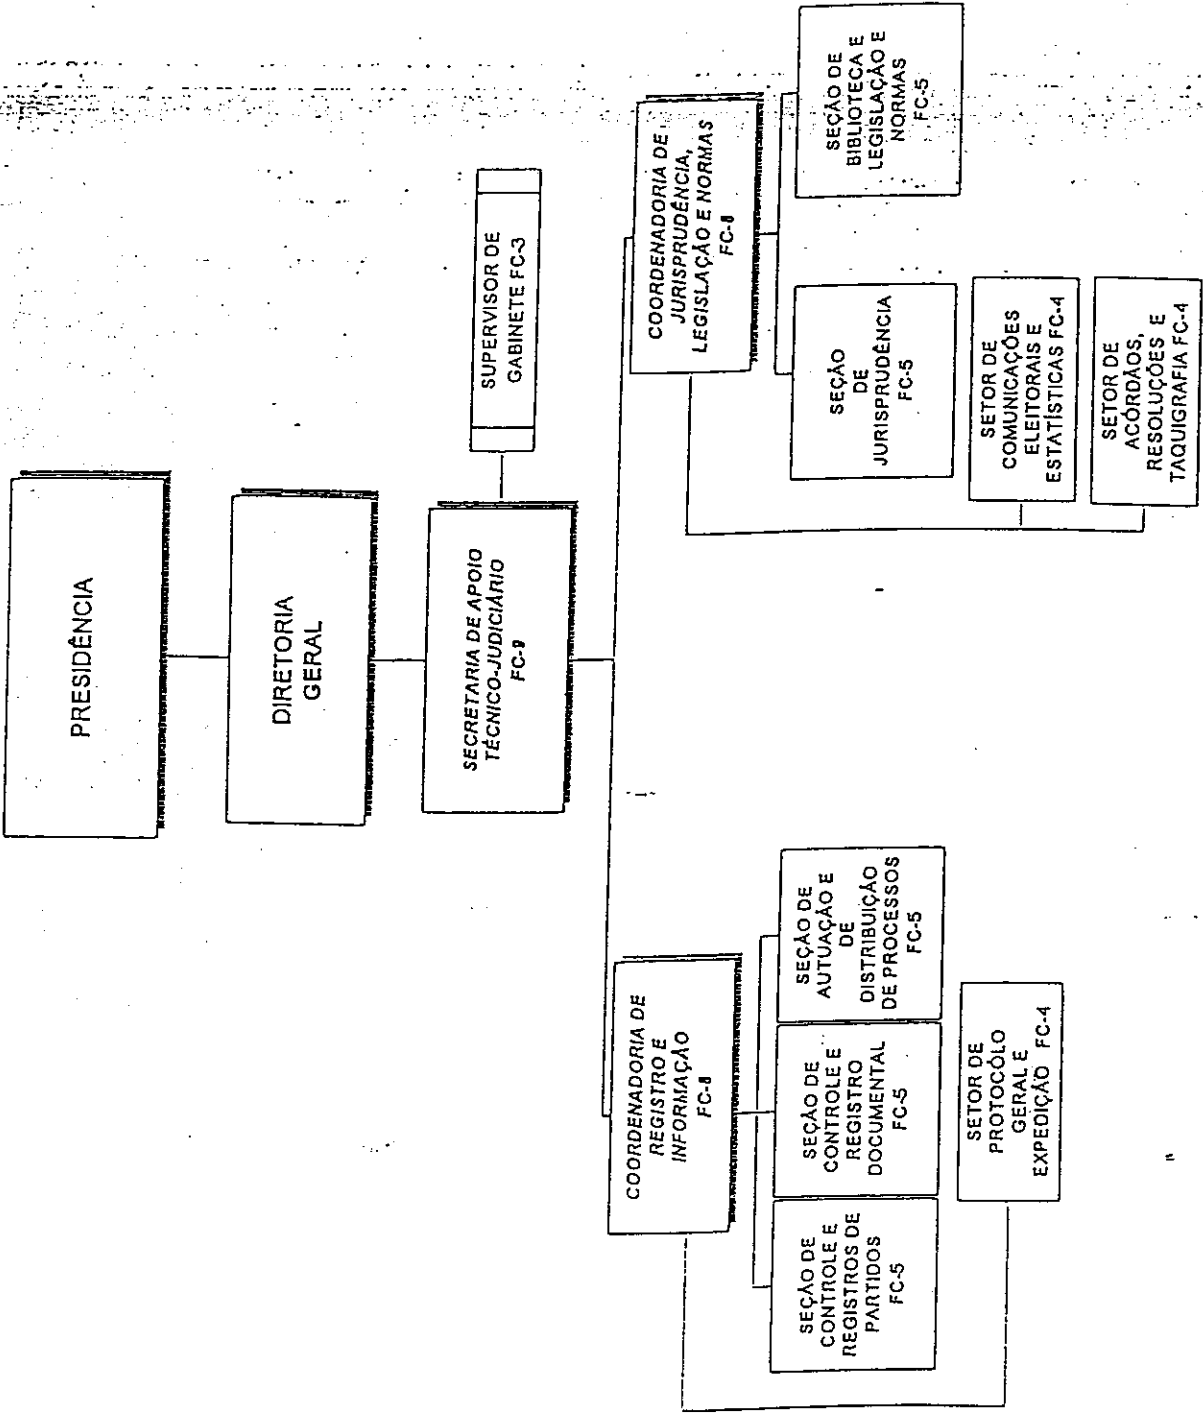 PRESIDÊNCIA
DIRETORIA
GERAL
SECRETARIA DE APOIO
TÉCNICO-JUDICIÁRIO
FC-9
SUPERVISOR DE
GABINETE FC-3
COORDENADORIA DE
REGISTRO E
INFORMAÇÃO
FC-8
SEÇÃO DE
CONTROLE E
REGISTROS DE
PARTIDOS
FC-5
SEÇÃO DE
CONTROLE E
REGISTRO
DOCUMENTAL
FC-5
SEÇÃO DE
AUTUAÇÃO E
DE
DISTRIBUIÇÃO
DE PROCESSOS
FC-5
SETOR DE
PROTOCÓLO
GERAL E
EXPEDIÇÃO FC-4
COORDENADORIA DE
JURISPRUDÊNCIA,
LEGISLAÇÃO E NORMAS
FC-8
SEÇÃO
DE
JURISPRUDÊNCIA
FC-5
SEÇÃO DE
BIBLIOTECA E
LEGISLAÇÃO E
NORMAS
FC-5
SETOR DE
COMUNICAÇÕES
ELEITORAIS E
ESTATÍSTICAS FC-4
SETOR DE
ACÓRDÃOS,
RESOLUÇÕES E
TAQUIGRAFIA FC-4